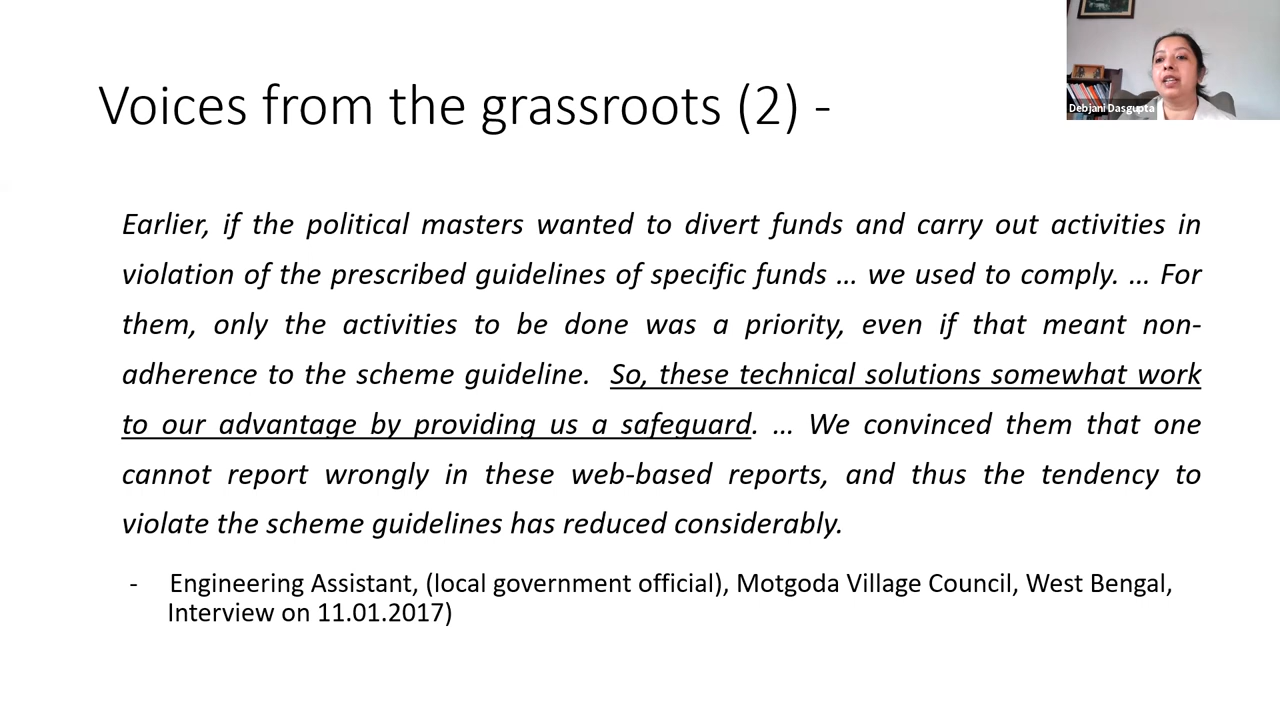 Voices from the grassroots (2) -
Debjani Dasgupta
Earlier, if the political masters wanted to divert funds and carry out activities in
violation of the prescribed guidelines of specific funds … we used to comply. … For
them, only the activities to be done was a priority, even if that meant non-
adherence to the scheme guideline. So, these technical solutions somewhat work
to our advantage by providing us a safeguard. … We convinced them that one
cannot report wrongly in these web-based reports, and thus the tendency to
violate the scheme guidelines has reduced considerably.
- Engineering Assistant, (local government official), Motgoda Village Council, West Bengal,
Interview on 11.01.2017)